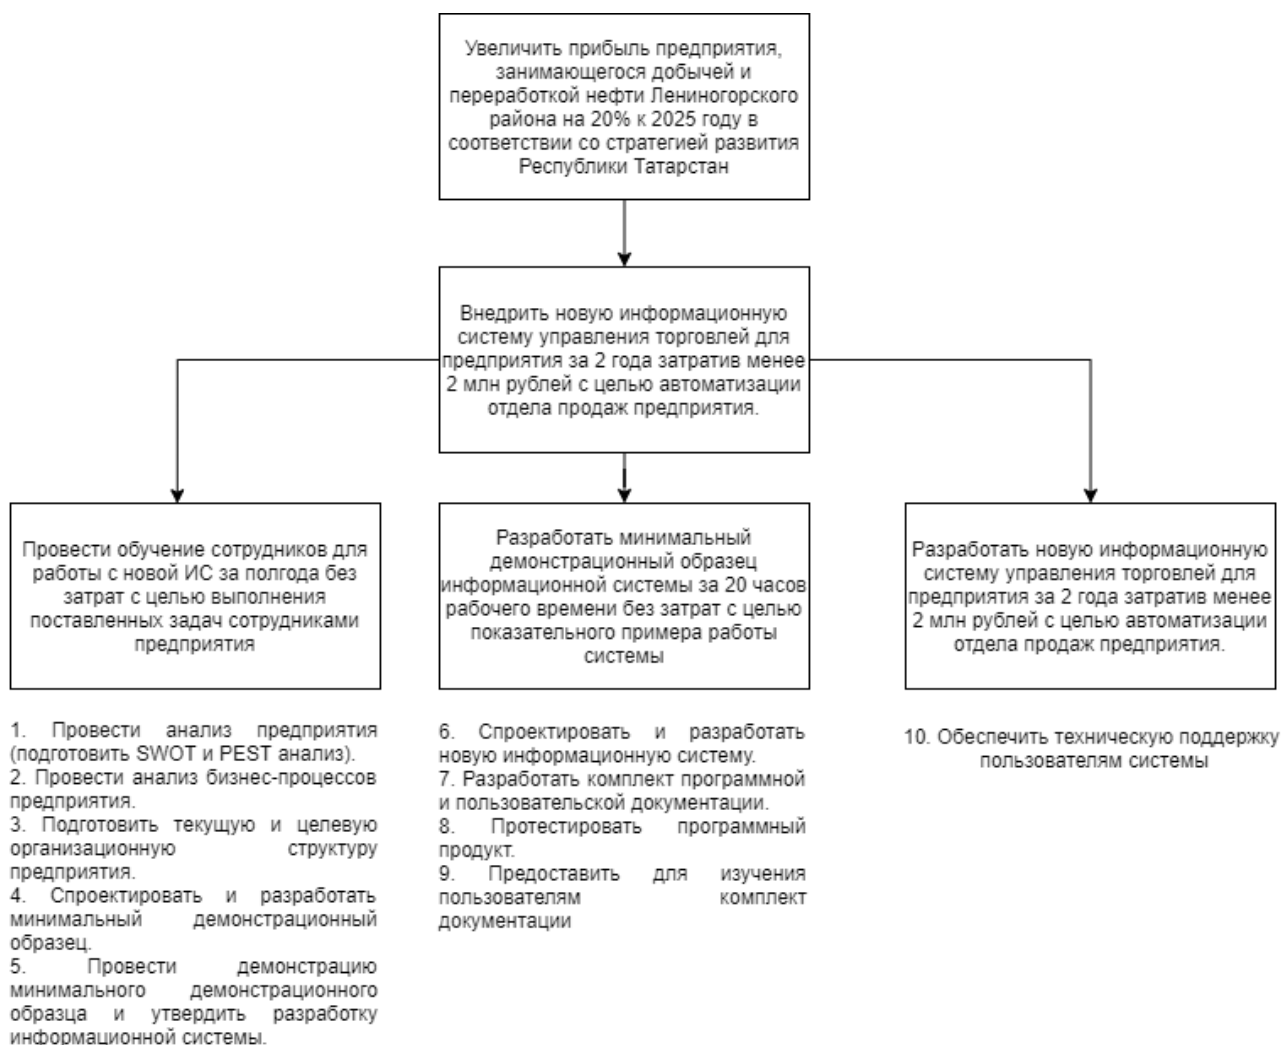 Увеличить прибыль предприятия,
занимающегося добычей и
переработкой нефти Лениногорского
района на 20% к 2025 году в
соответствии со стратегией развития
Республики Татарстан
Внедрить новую информационную
систему управления торговлей для
предприятия за 2 года затратив менее
2 млн рублей с целью автоматизации
отдела продаж предприятия.
Провести обучение сотрудников для
работы с новой ИС за полгода без
затрат с целью выполнения
поставленных задач сотрудниками
предприятия
Разработать минимальный
демонстрационный образец
информационной системы за 20 часов
рабочего времени без затрат с целью
показательного примера работы
системы
Разработать новую информационную
систему управления торговлей для
предприятия за 2 года затратив менее
2 млн рублей с целью автоматизации
отдела продаж предприятия.
1. Провести анализ предприятия
(подготовить SWOT и PEST анализ).
2. Провести анализ бизнес-процессов
предприятия.
3. Подготовить текущую и целевую
организационную структуру
предприятия.
4. Спроектировать и разработать
минимальный демонстрационный
образец.
5. Провести демонстрацию
минимального демонстрационного
образца и утвердить разработку
информационной системы.
6. Спроектировать и разработать
новую информационную систему.
7. Разработать комплект программной
и пользовательской документации.
8. Протестировать программный
продукт.
9. Предоставить для изучения
пользователям комплект
документации
10. Обеспечить техническую поддержку
пользователям системы